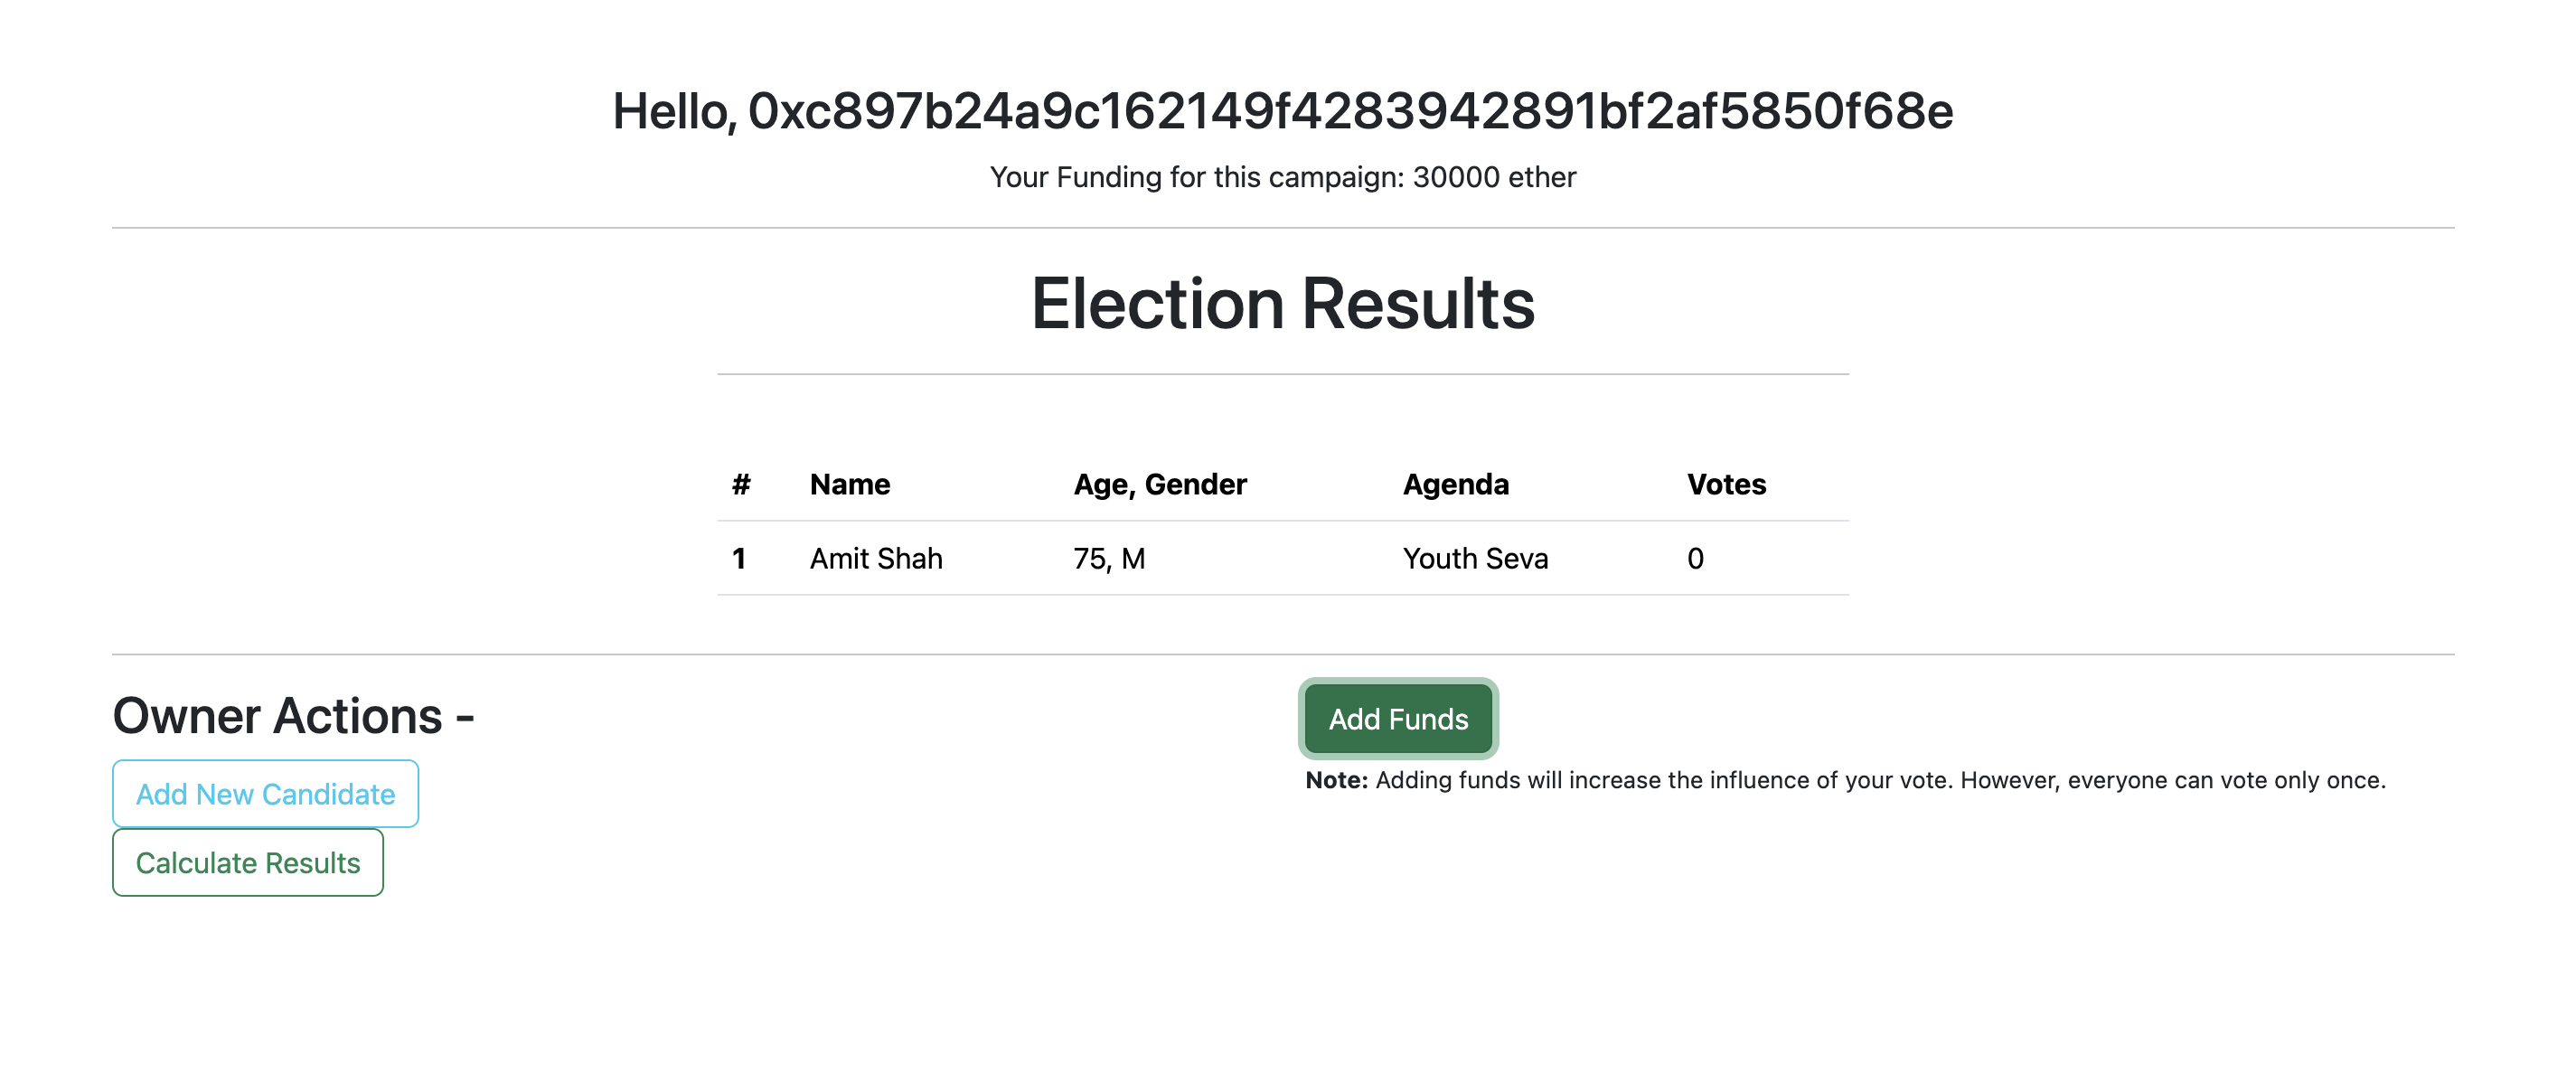 Hello, 0xc897b24a9c162149f4283942891bf2af5850f68e
Your Funding for this campaign: 30000 ether
Election Results
# Name Age, Gender Agenda Votes
1 Amit Shah 75, M Youth Seva 0
Owner Actions -
Add New Candidate
Calculate Results
Add Funds
Note: Adding funds will increase the influence of your vote. However, everyone can vote only once.